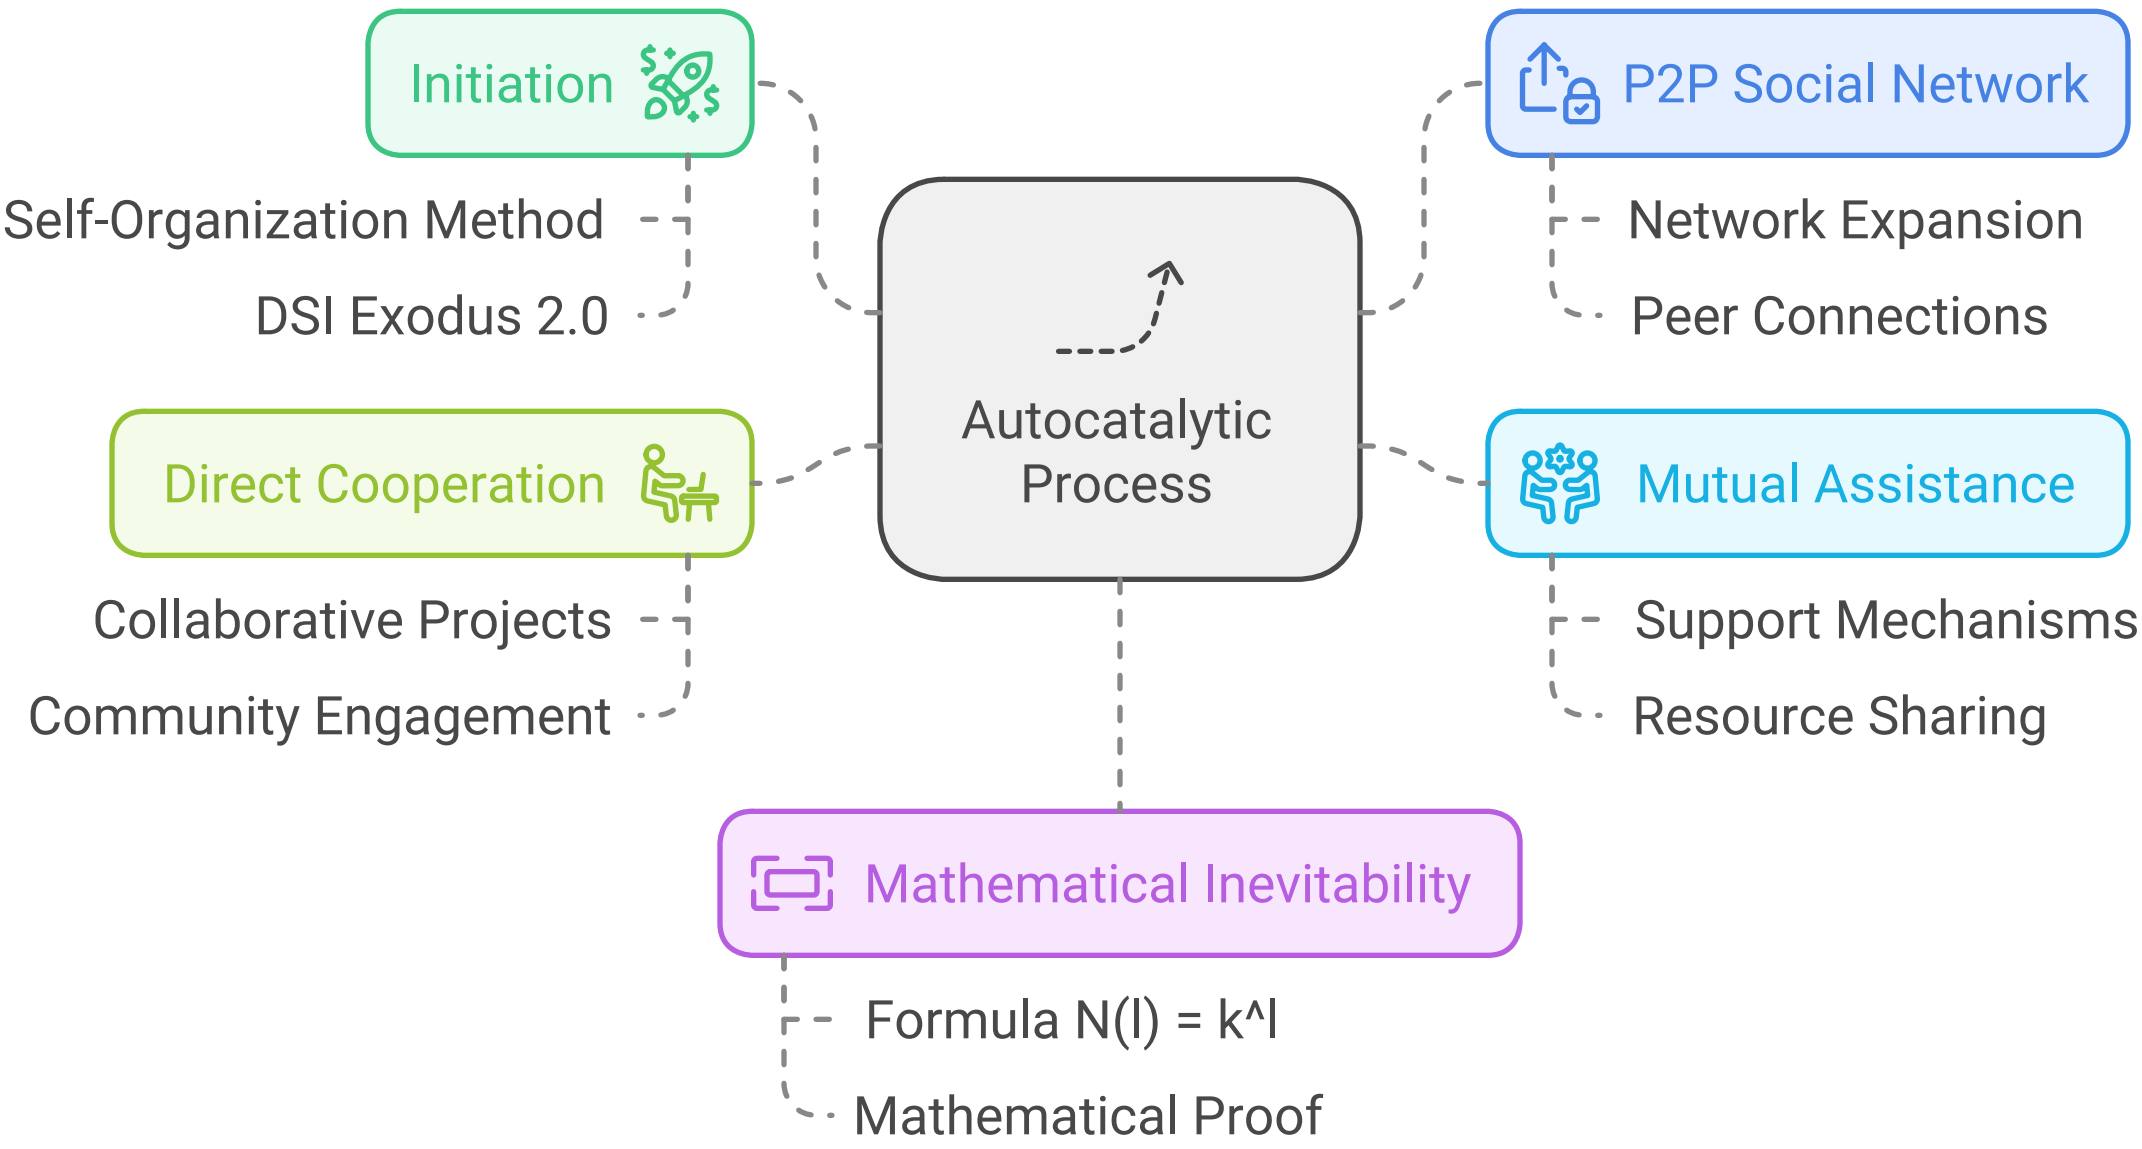 Initiation
Self-Organization Method
DSI Exodus 2.0
Direct Cooperation
Collaborative Projects
Community Engagement
Autocatalytic
Process
P2P Social Network
Network Expansion
Peer Connections
Mutual Assistance
Support Mechanisms
Resource Sharing
Mathematical Inevitability
Formula N(l) = k^l
Mathematical Proof